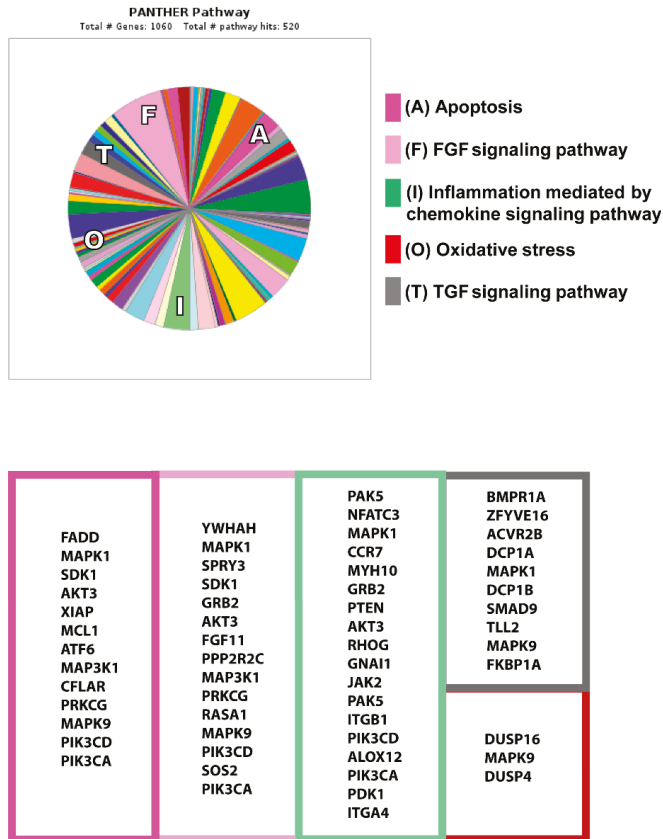 PANTHER Pathway
Total # Genes: 1060 Total # pathway hits: 520
F
A
T
O
I
(A) Apoptosis
(F) FGF signaling pathway
(I) Inflammation mediated by
chemokine signaling pathway
(O) Oxidative stress
(T) TGF signaling pathway
FADD
MAPK1
SDK1
AKT3
XIAP
MCL1
ATF6
MAP3K1
CFLAR
PRKCG
MAPK9
PIK3CD
PIK3CA
YWHAH
MAPK1
SPRY3
SDK1
GRB2
AKT3
FGF11
PPP2R2C
MAP3K1
PRKCG
RASA1
MAPK9
PIK3CD
SOS2
PIK3CA
PAK5
NFATC3
MAPK1
CCR7
MYH10
GRB2
PTEN
AKT3
RHOG
GNAI1
JAK2
PAK5
ITGB1
PIK3CD
ALOX12
PIK3CA
PDK1
ITGA4
BMPR1A
ZFYVE16
ACVR2B
DCP1A
MAPK1
DCP1B
SMAD9
TLL2
MAPK9
FKBP1A
DUSP16
MAPK9
DUSP4